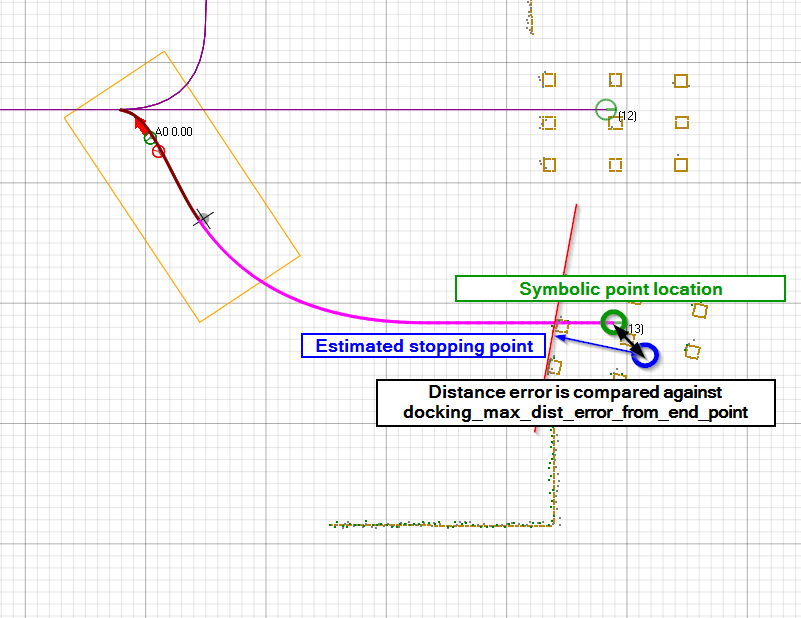 (12)
A0 0.00
Symbolic point location
(13)
Estimated stopping point
Distance error is compared against
docking_max_dist_error_from_end_point